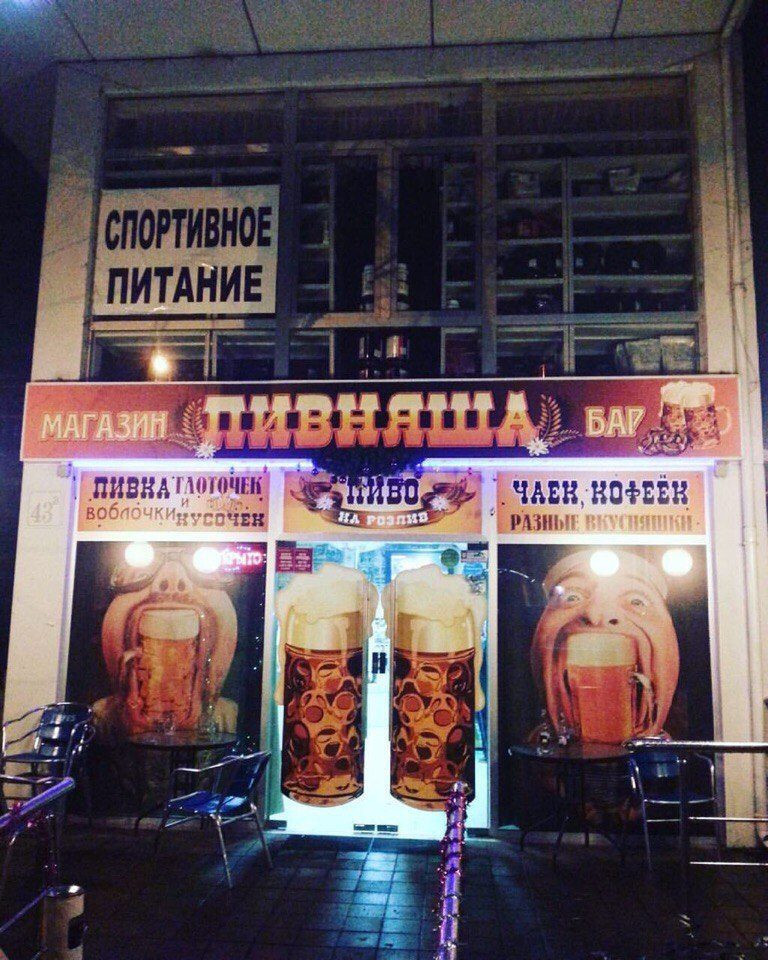 СПОРТИВНОЕ
ПИТАНИЕ
МАГАЗИН ПИВНЯША БАР
ПИВКА ГЛОТОЧЕК
И
ВОБЛОЧКИ КУСОЧЕК
ПИВО
НА РОЗЛИВ
ЧАЕК, КОФЕЁК
РАЗНЫЕ ВКУСНЯШКИ
43